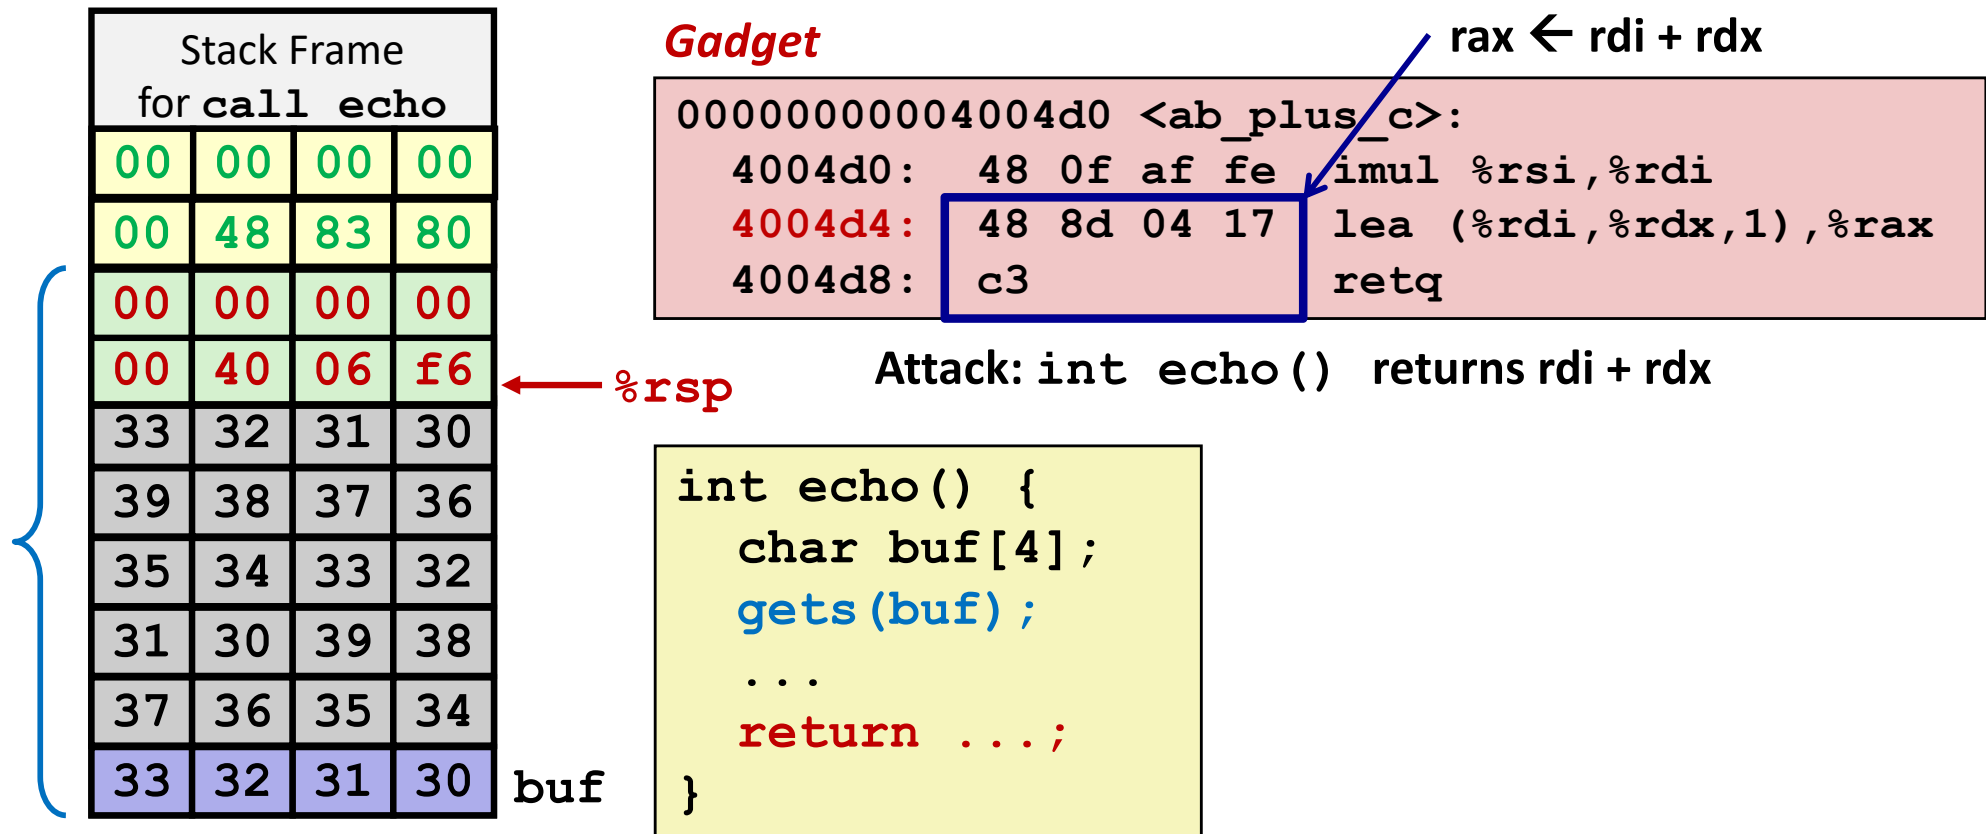 Stack Frame
for call echo
00 00 00 00
00 48 83 80
00 00 00 00
00 40 06 f6
33 32 31 30
39 38 37 36
35 34 33 32
31 30 39 38
37 36 35 34
33 32 31 30
%rsp
buf
Gadget
rax ← rdi + rdx
00000000004004d0 <ab_plus_c>:
4004d0: 48 0f af fe imul %rsi,%rdi
4004d4: 48 8d 04 17 lea (%rdi,%rdx,1),%rax
4004d8: c3 retq
Attack: int echo() returns rdi + rdx
int echo() {
char buf[4];
gets(buf);
...
return ...;
}